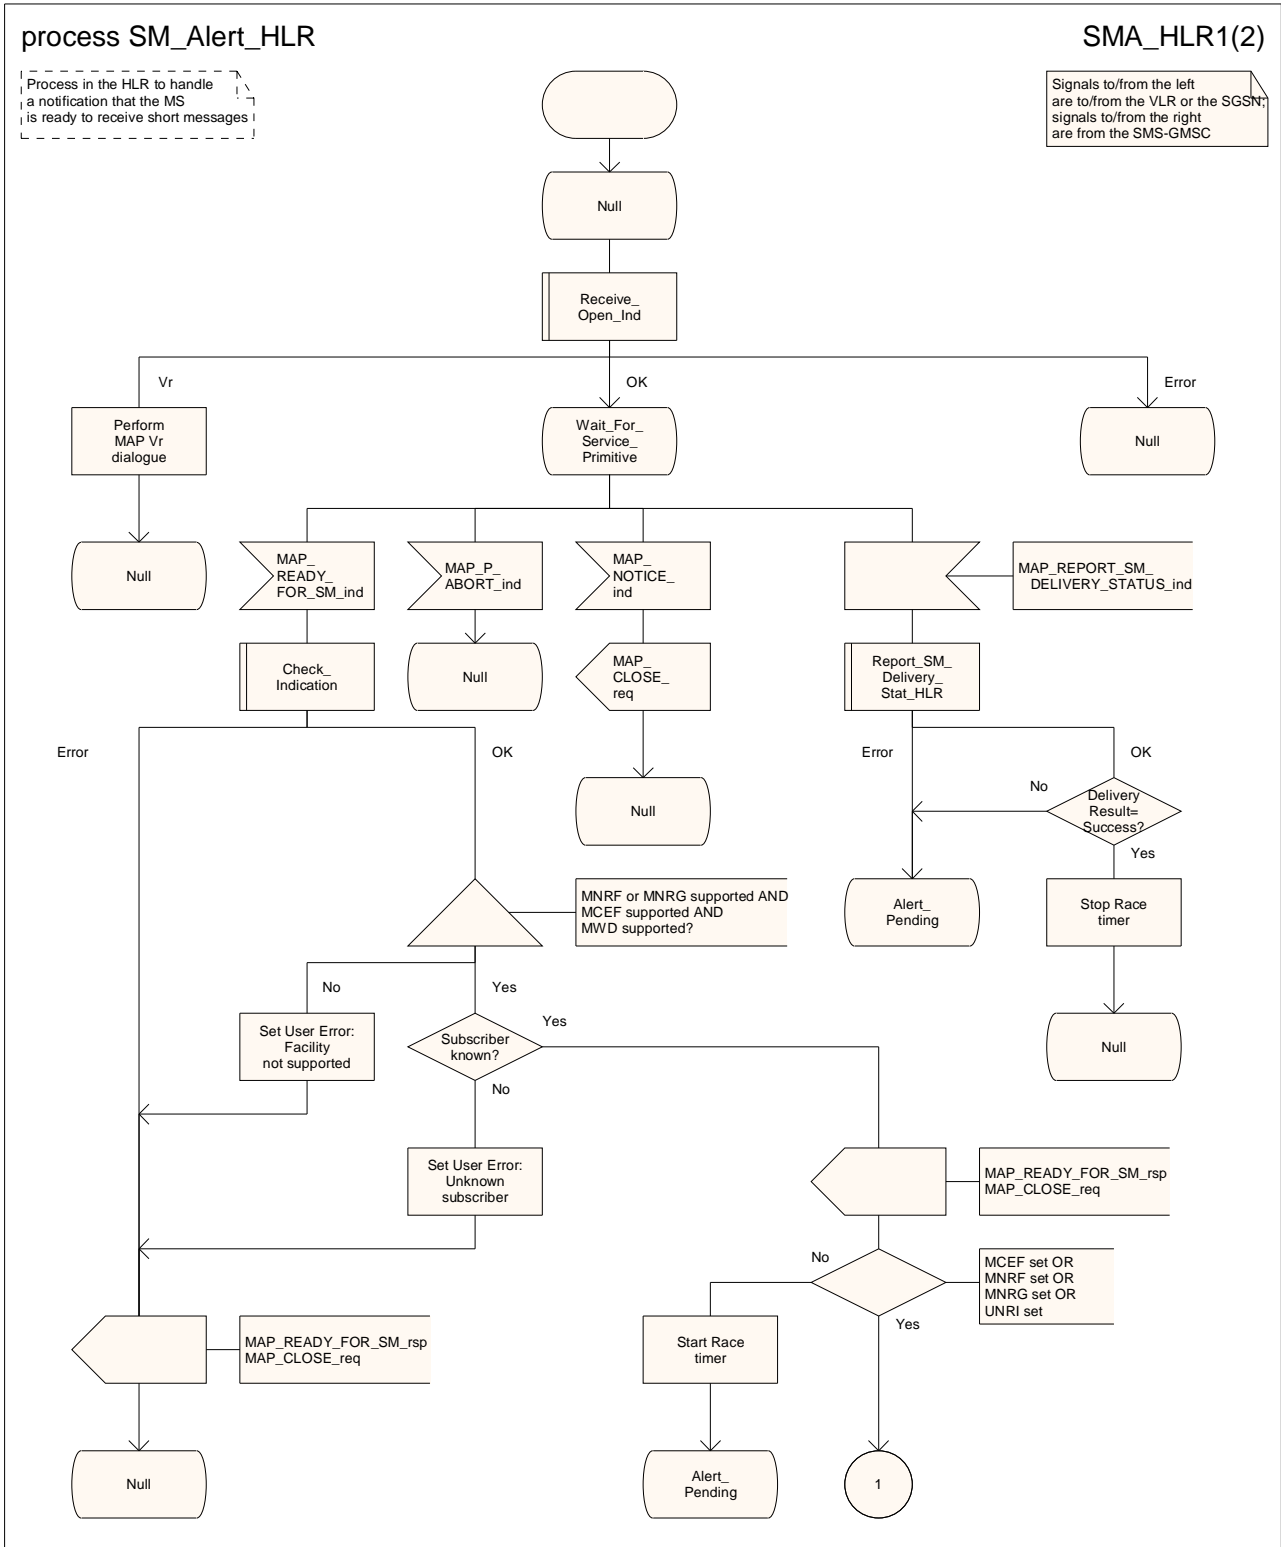 process SM_Alert_HLR
SMA_HLR1(2)
Process in the HLR to handle
a notification that the MS
is ready to receive short messages
Signals to/from the left
are to/from the VLR or the SGSN;
signals to/from the right
are from the SMS-GMSC
Null
Receive_
Open_Ind
Vr
OK
Error
Perform
MAP Vr
dialogue
Wait_For_
Service_
Primitive
Null
Null
MAP_
READY_
FOR_SM_ind
MAP_P_
ABORT_ind
MAP_
NOTICE_
ind
MAP_REPORT_SM_
DELIVERY_STATUS_ind
Check_
Indication
Null
MAP_
CLOSE_
req
Report_SM_
Delivery_
Stat_HLR
Error
OK
Error
OK
Null
No
Delivery
Result=
Success?
Yes
MNRF or MNRG supported AND
MCEF supported AND
MWD supported?
Alert_
Pending
Stop Race
timer
No
Yes
Set User Error:
Facility
not supported
Subscriber
known?
Yes
Null
No
Set User Error:
Unknown
subscriber
MAP_READY_FOR_SM_rsp
MAP_CLOSE_req
No
MCEF set OR
MNRF set OR
MNRG set OR
UNRI set
Yes
MAP_READY_FOR_SM_rsp
MAP_CLOSE_req
Start Race
timer
Null
Alert_
Pending
1